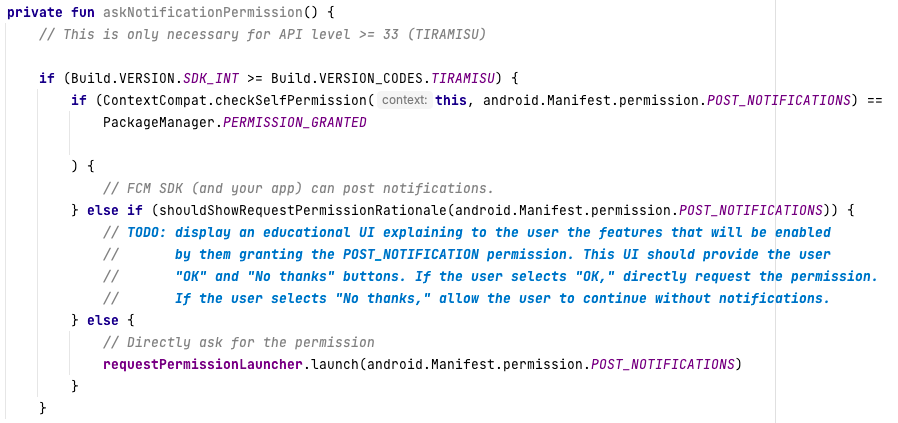 private fun askNotificationPermission() {
// This is only necessary for API level >= 33 (TIRAMISU)
if (Build.VERSION.SDK_INT >= Build.VERSION_CODES.TIRAMISU) {
if (ContextCompat.checkSelfPermission( context: this, android.Manifest.permission.POST_NOTIFICATIONS) ==
PackageManager.PERMISSION_GRANTED
) {
// FCM SDK (and your app) can post notifications.
} else if (shouldShowRequestPermissionRationale(android.Manifest.permission.POST_NOTIFICATIONS)) {
// TODO: display an educational UI explaining to the user the features that will be enabled
//       by them granting the POST_NOTIFICATION permission. This UI should provide the user
//       "OK" and "No thanks" buttons. If the user selects "OK," directly request the permission.
//       If the user selects "No thanks," allow the user to continue without notifications.
} else {
// Directly ask for the permission
requestPermissionLauncher.launch(android.Manifest.permission.POST_NOTIFICATIONS)
}
}